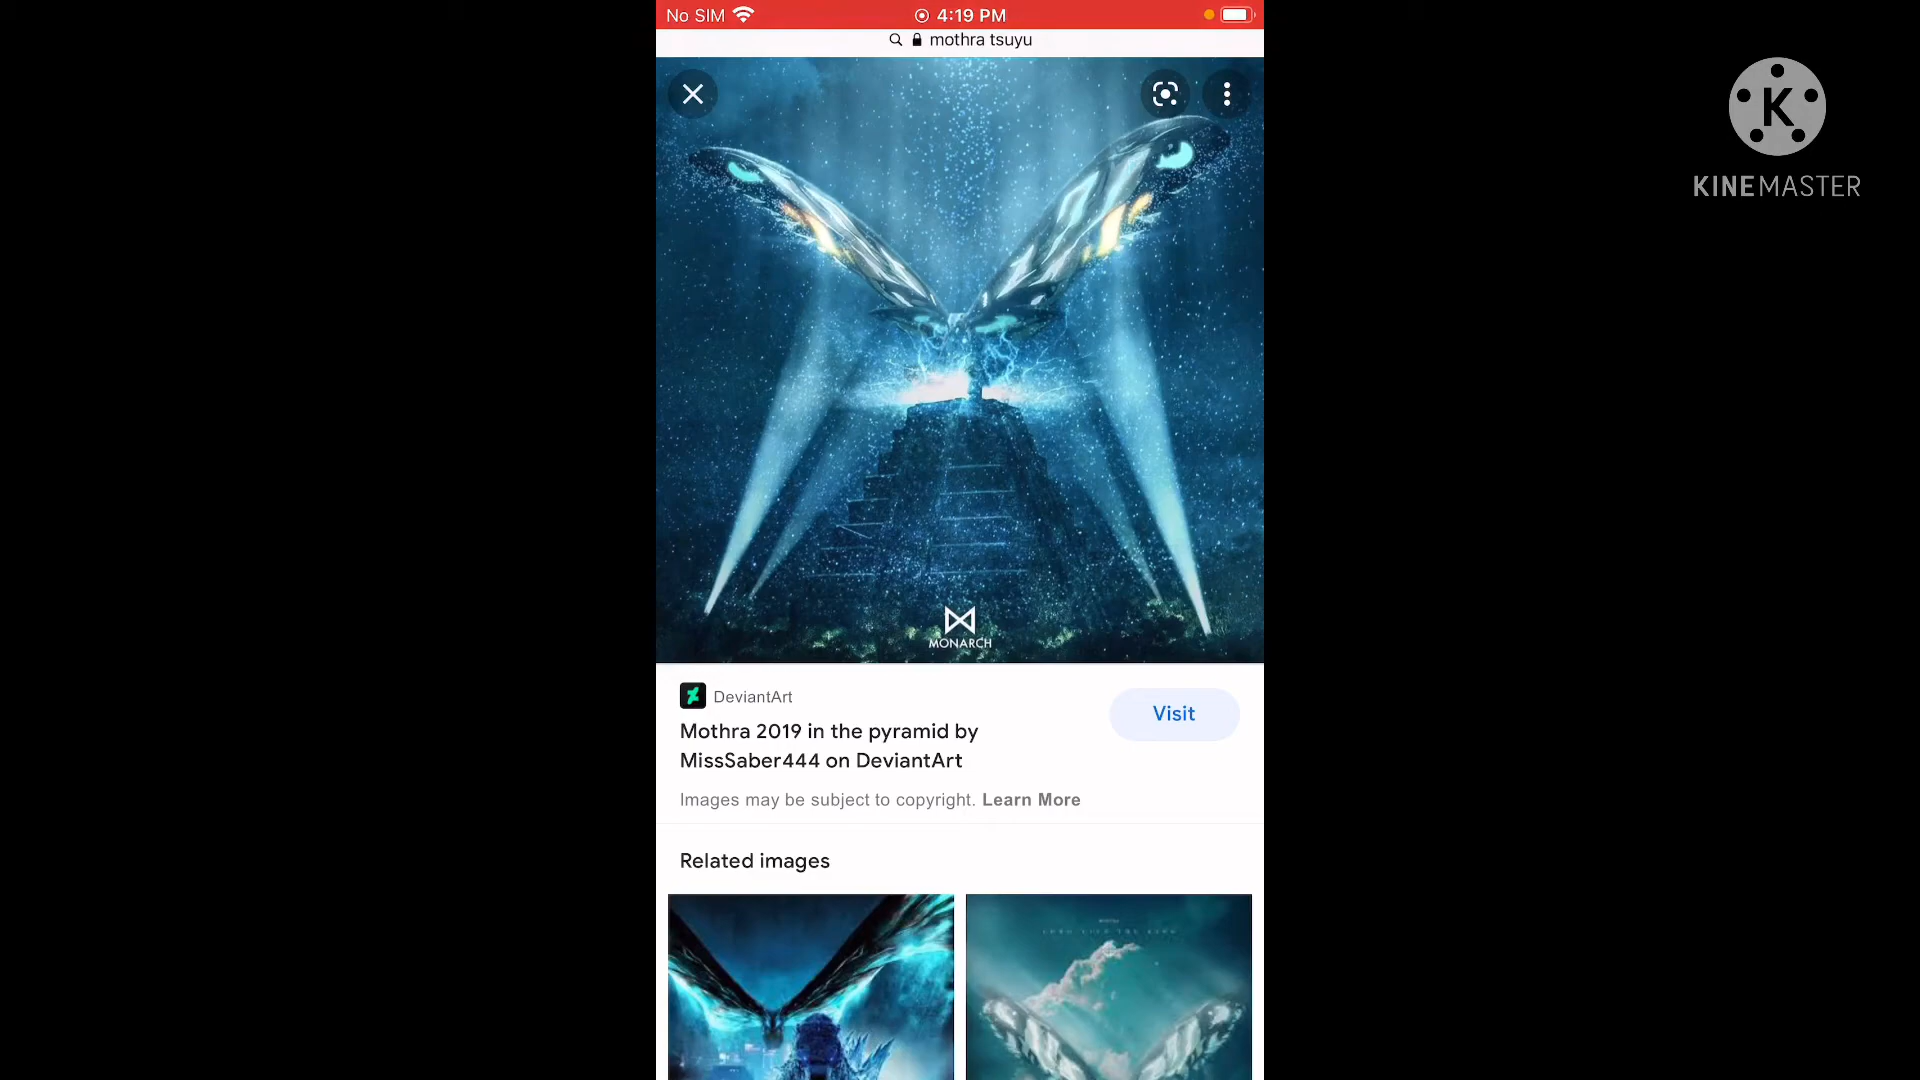 No SIM
4:19 PM
mothra tsuyu
K
KINEMASTER
MONARCH
DeviantArt
Visit
Mothra 2019 in the pyramid by
MissSaber444 on DeviantArt
Images may be subject to copyright. Learn More
Related images